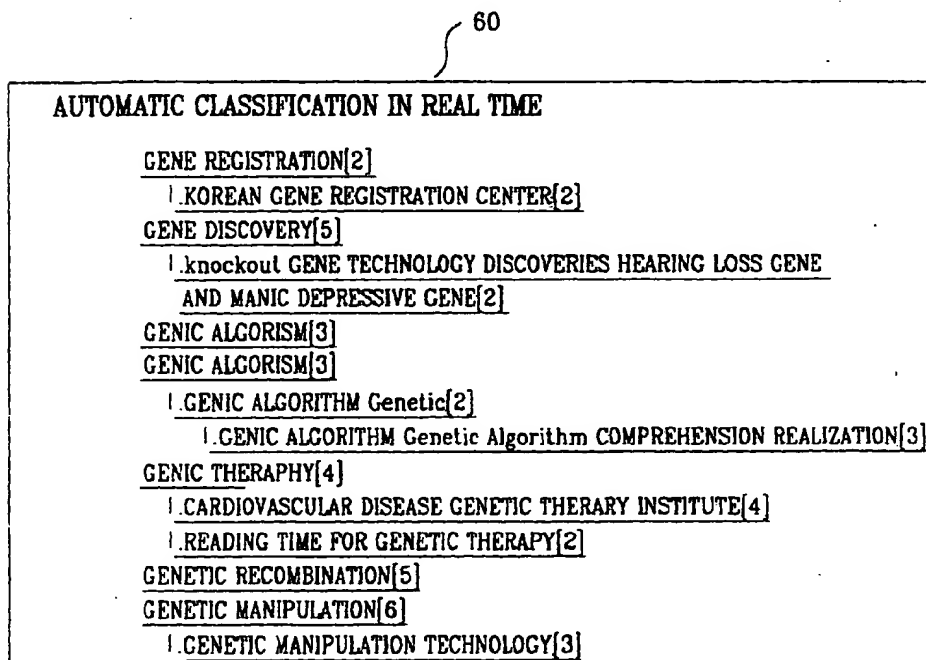 60
AUTOMATIC CLASSIFICATION IN REAL TIME
GENE REGISTRATION[2]
.KOREAN GENE REGISTRATION CENTER[2]
GENE DISCOVERY[5]
.knockout GENE TECHNOLOGY DISCOVERIES HEARING LOSS GENE
AND MANIC DEPRESSIVE GENE[2]
GENIC ALGORISM[3]
GENIC ALGORISM[3]
.GENIC ALGORITHM Genetic[2]
.GENIC ALGORITHM Genetic Algorithm COMPREHENSION REALIZATION[3]
GENIC THERAPHY[4]
.CARDIOVASCULAR DISEASE GENETIC THERARY INSTITUTE[4]
.READING TIME FOR GENETIC THERAPY[2]
GENETIC RECOMBINATION[5]
GENETIC MANIPULATION[6]
.GENETIC MANIPULATION TECHNOLOGY[3]